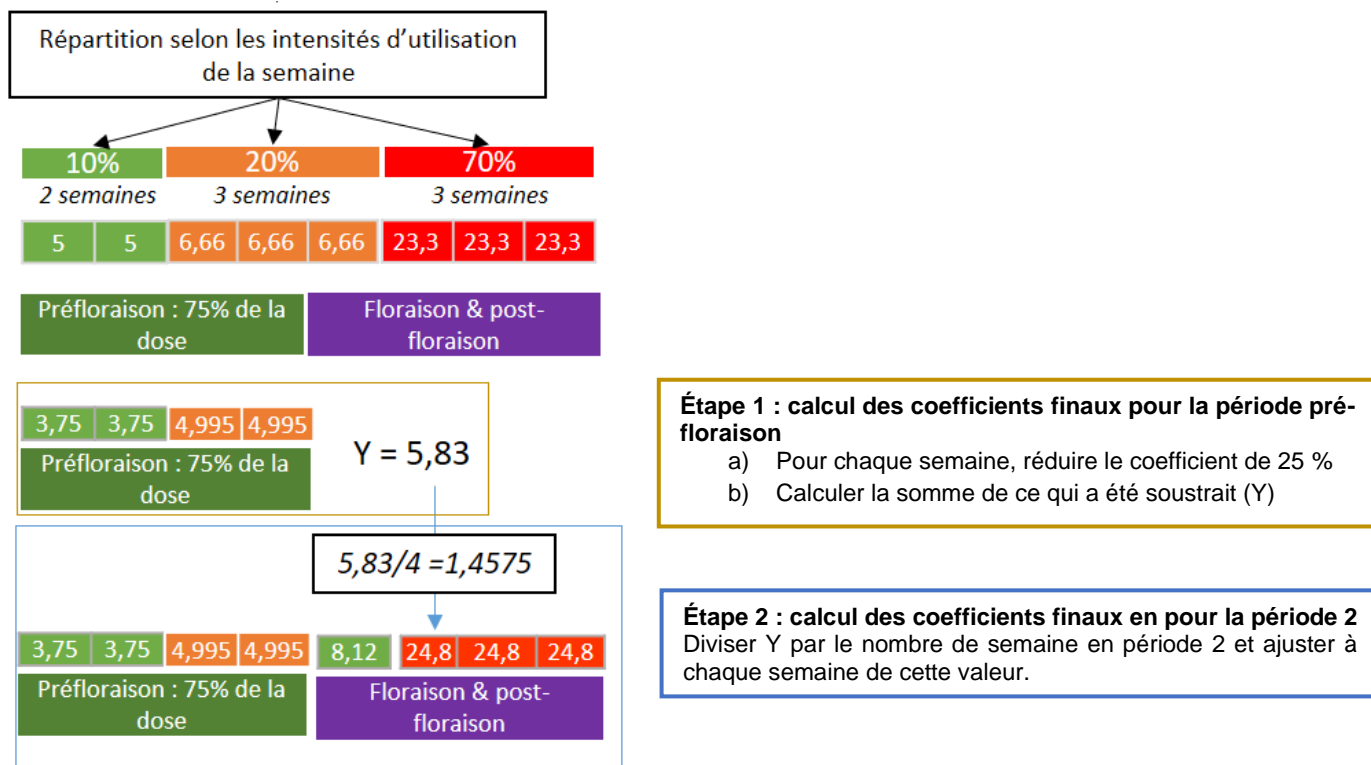 Répartition selon les intensités d'utilisation
de la semaine
10% 20% 70%
2 semaines 3 semaines 3 semaines
5 5 6,66 6,66 6,66 23,3 23,3 23,3
Préfloraison : 75% de la
dose
Floraison & post-
floraison
3,75 3,75 4,995 4,995
Préfloraison : 75% de la
dose
Y = 5,83
Étape 1 : calcul des coefficients finaux pour la période pré-
floraison
a) Pour chaque semaine, réduire le coefficient de 25 %
b) Calculer la somme de ce qui a été soustrait (Y)
5,83/4 =1,4575
3,75 3,75 4,995 4,995 8,12 24,8 24,8 24,8
Préfloraison : 75% de la
dose
Floraison & post-
floraison
Étape 2 : calcul des coefficients finaux en pour la période 2
Diviser Y par le nombre de semaine en période 2 et ajuster à
chaque semaine de cette valeur.